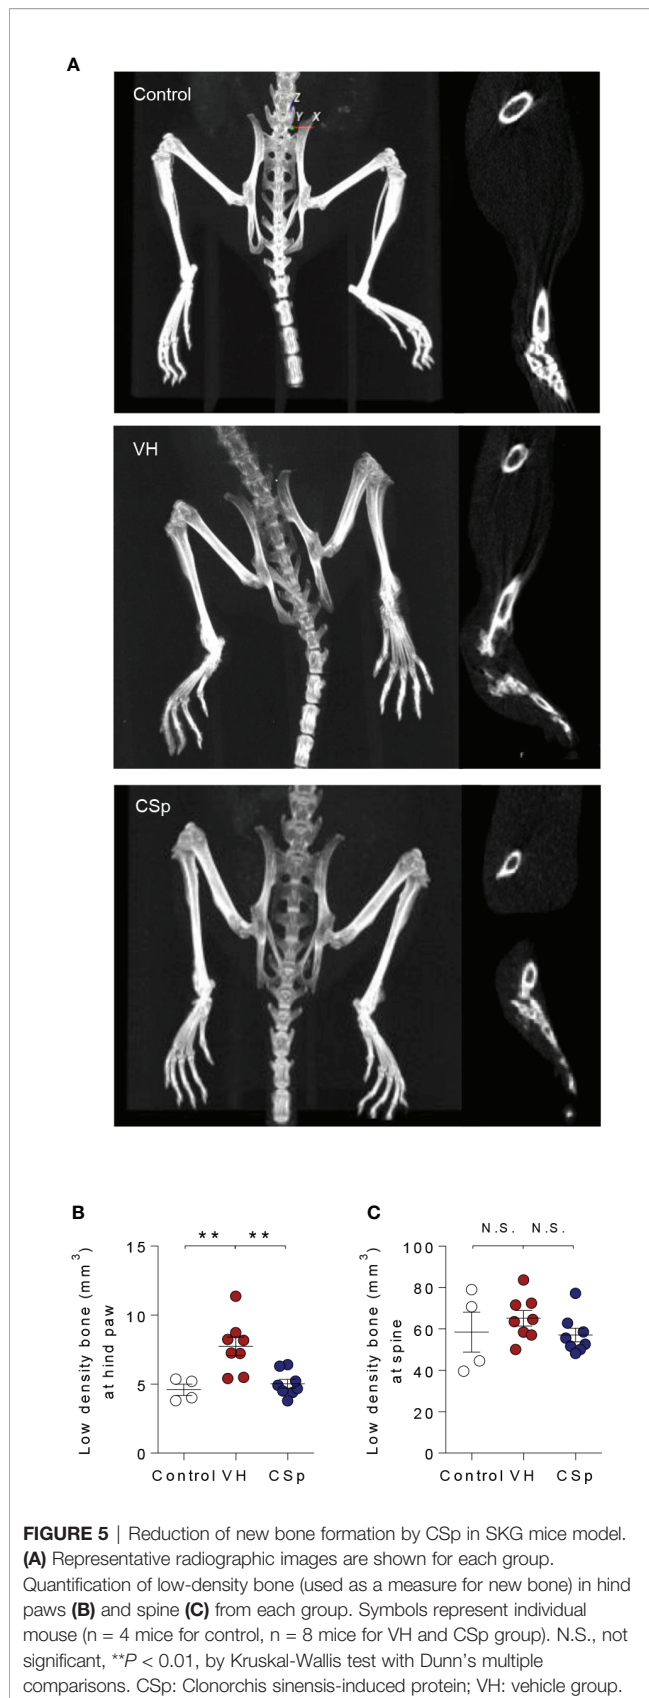 A
Control
Z
Y X
VH
CSp
B
Low density bone (mm3)
at hind paw
15
10
5
0
** **
Control VH CSp
C
Low density bone (mm3)
at spine
100
80
60
40
20
0
N.S. N.S.
Control VH CSp
FIGURE 5 | Reduction of new bone formation by CSp in SKG mice model.
(A) Representative radiographic images are shown for each group.
Quantification of low-density bone (used as a measure for new bone) in hind
paws (B) and spine (C) from each group. Symbols represent individual
mouse (n = 4 mice for control, n = 8 mice for VH and CSp group). N.S., not
significant, **P < 0.01, by Kruskal-Wallis test with Dunn's multiple
comparisons. CSp: Clonorchis sinensis-induced protein; VH: vehicle group.